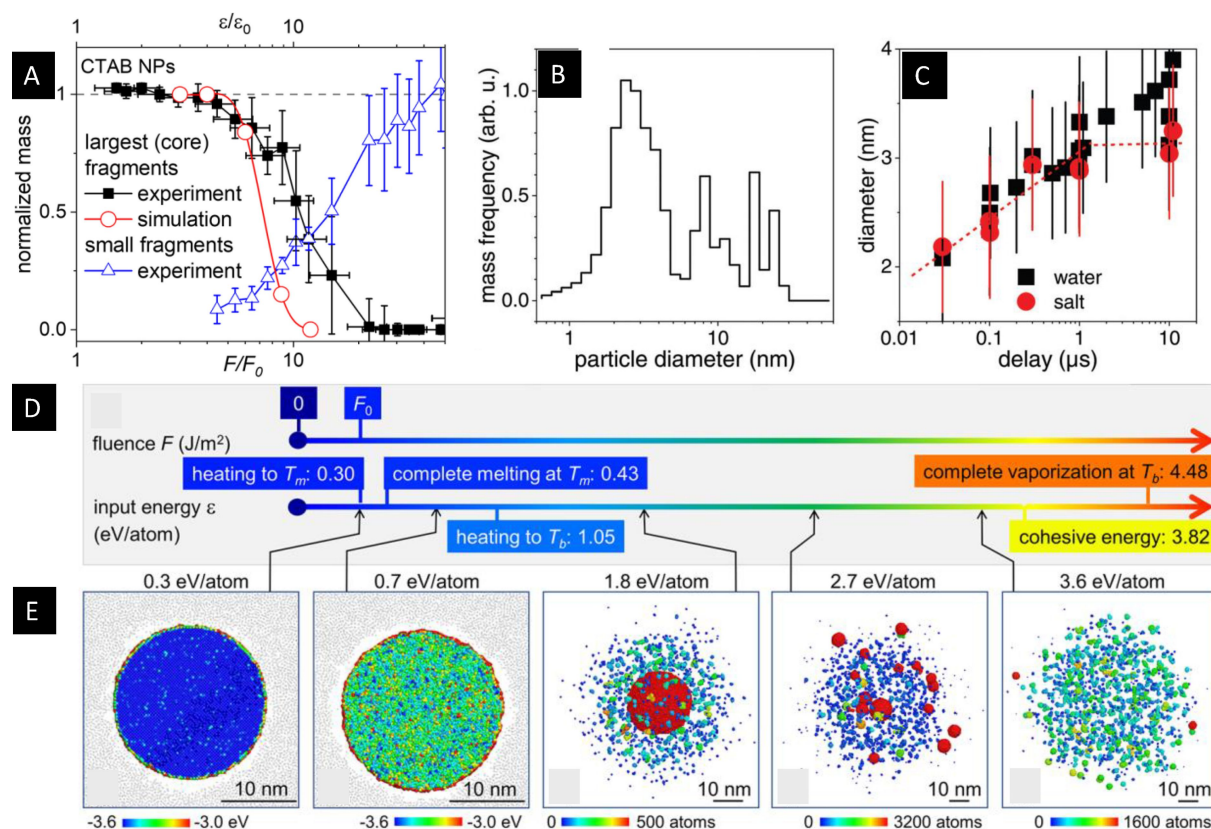 A
1
ε/ε0
10
CTAB NPs
1.0
0.5
0.0
normalized mass
largest (core)
fragments
experiment
simulation
small fragments
experiment
1
F/F0
10
B
1.0
0.5
0.0
mass frequency (arb. u.)
1
10
particle diameter (nm)
C
4
3
2
diameter (nm)
water
salt
0.01
0.1
1
10
delay (µs)
D
0
F0
fluence F (J/m²)
heating to Tm: 0.30
complete melting at Tm: 0.43
complete vaporization at Tb: 4.48
input energy ε
(eV/atom)
heating to Tb: 1.05
cohesive energy: 3.82
E
0.3 eV/atom
0.7 eV/atom
1.8 eV/atom
2.7 eV/atom
3.6 eV/atom
10 nm
10 nm
10 nm
10 nm
10 nm
-3.6
-3.0 eV
-3.6
-3.0 eV
0
500 atoms
0
3200 atoms
0
1600 atoms